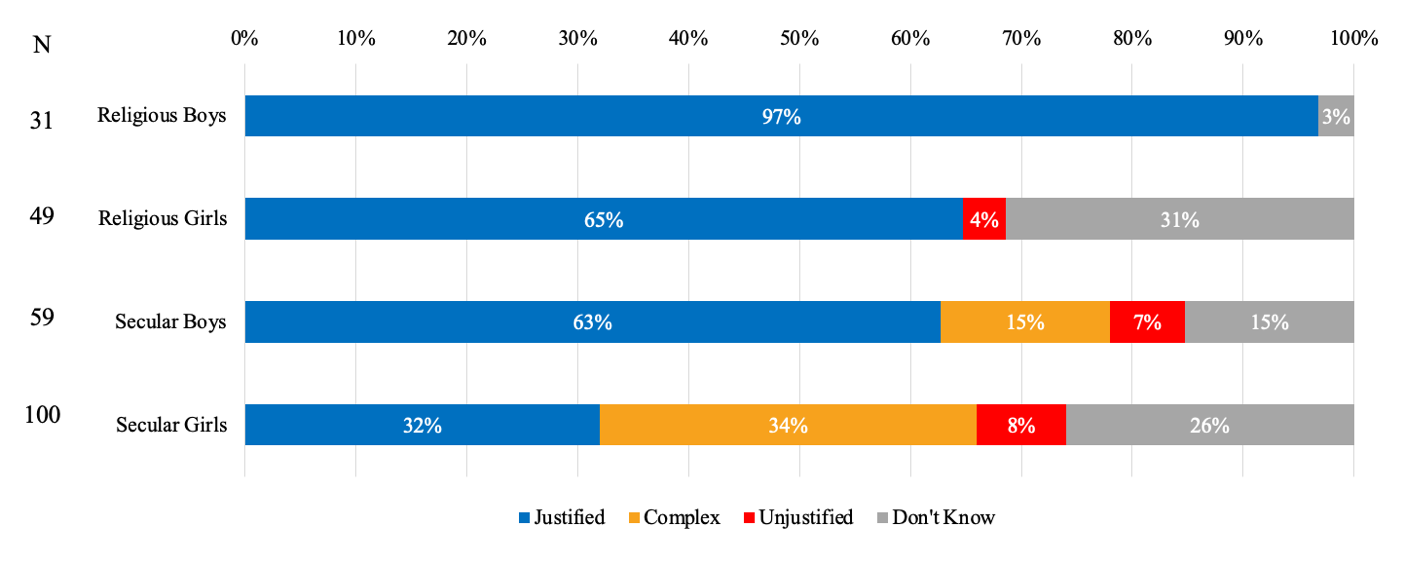 N 0% 10% 20% 30% 40% 50% 60% 70% 80% 90% 100%
31 Religious Boys 97% 3%
49 Religious Girls 65% 4% 31%
59 Secular Boys 63% 15% 7% 15%
100 Secular Girls 32% 34% 8% 26%
Justified Complex Unjustified Don't Know